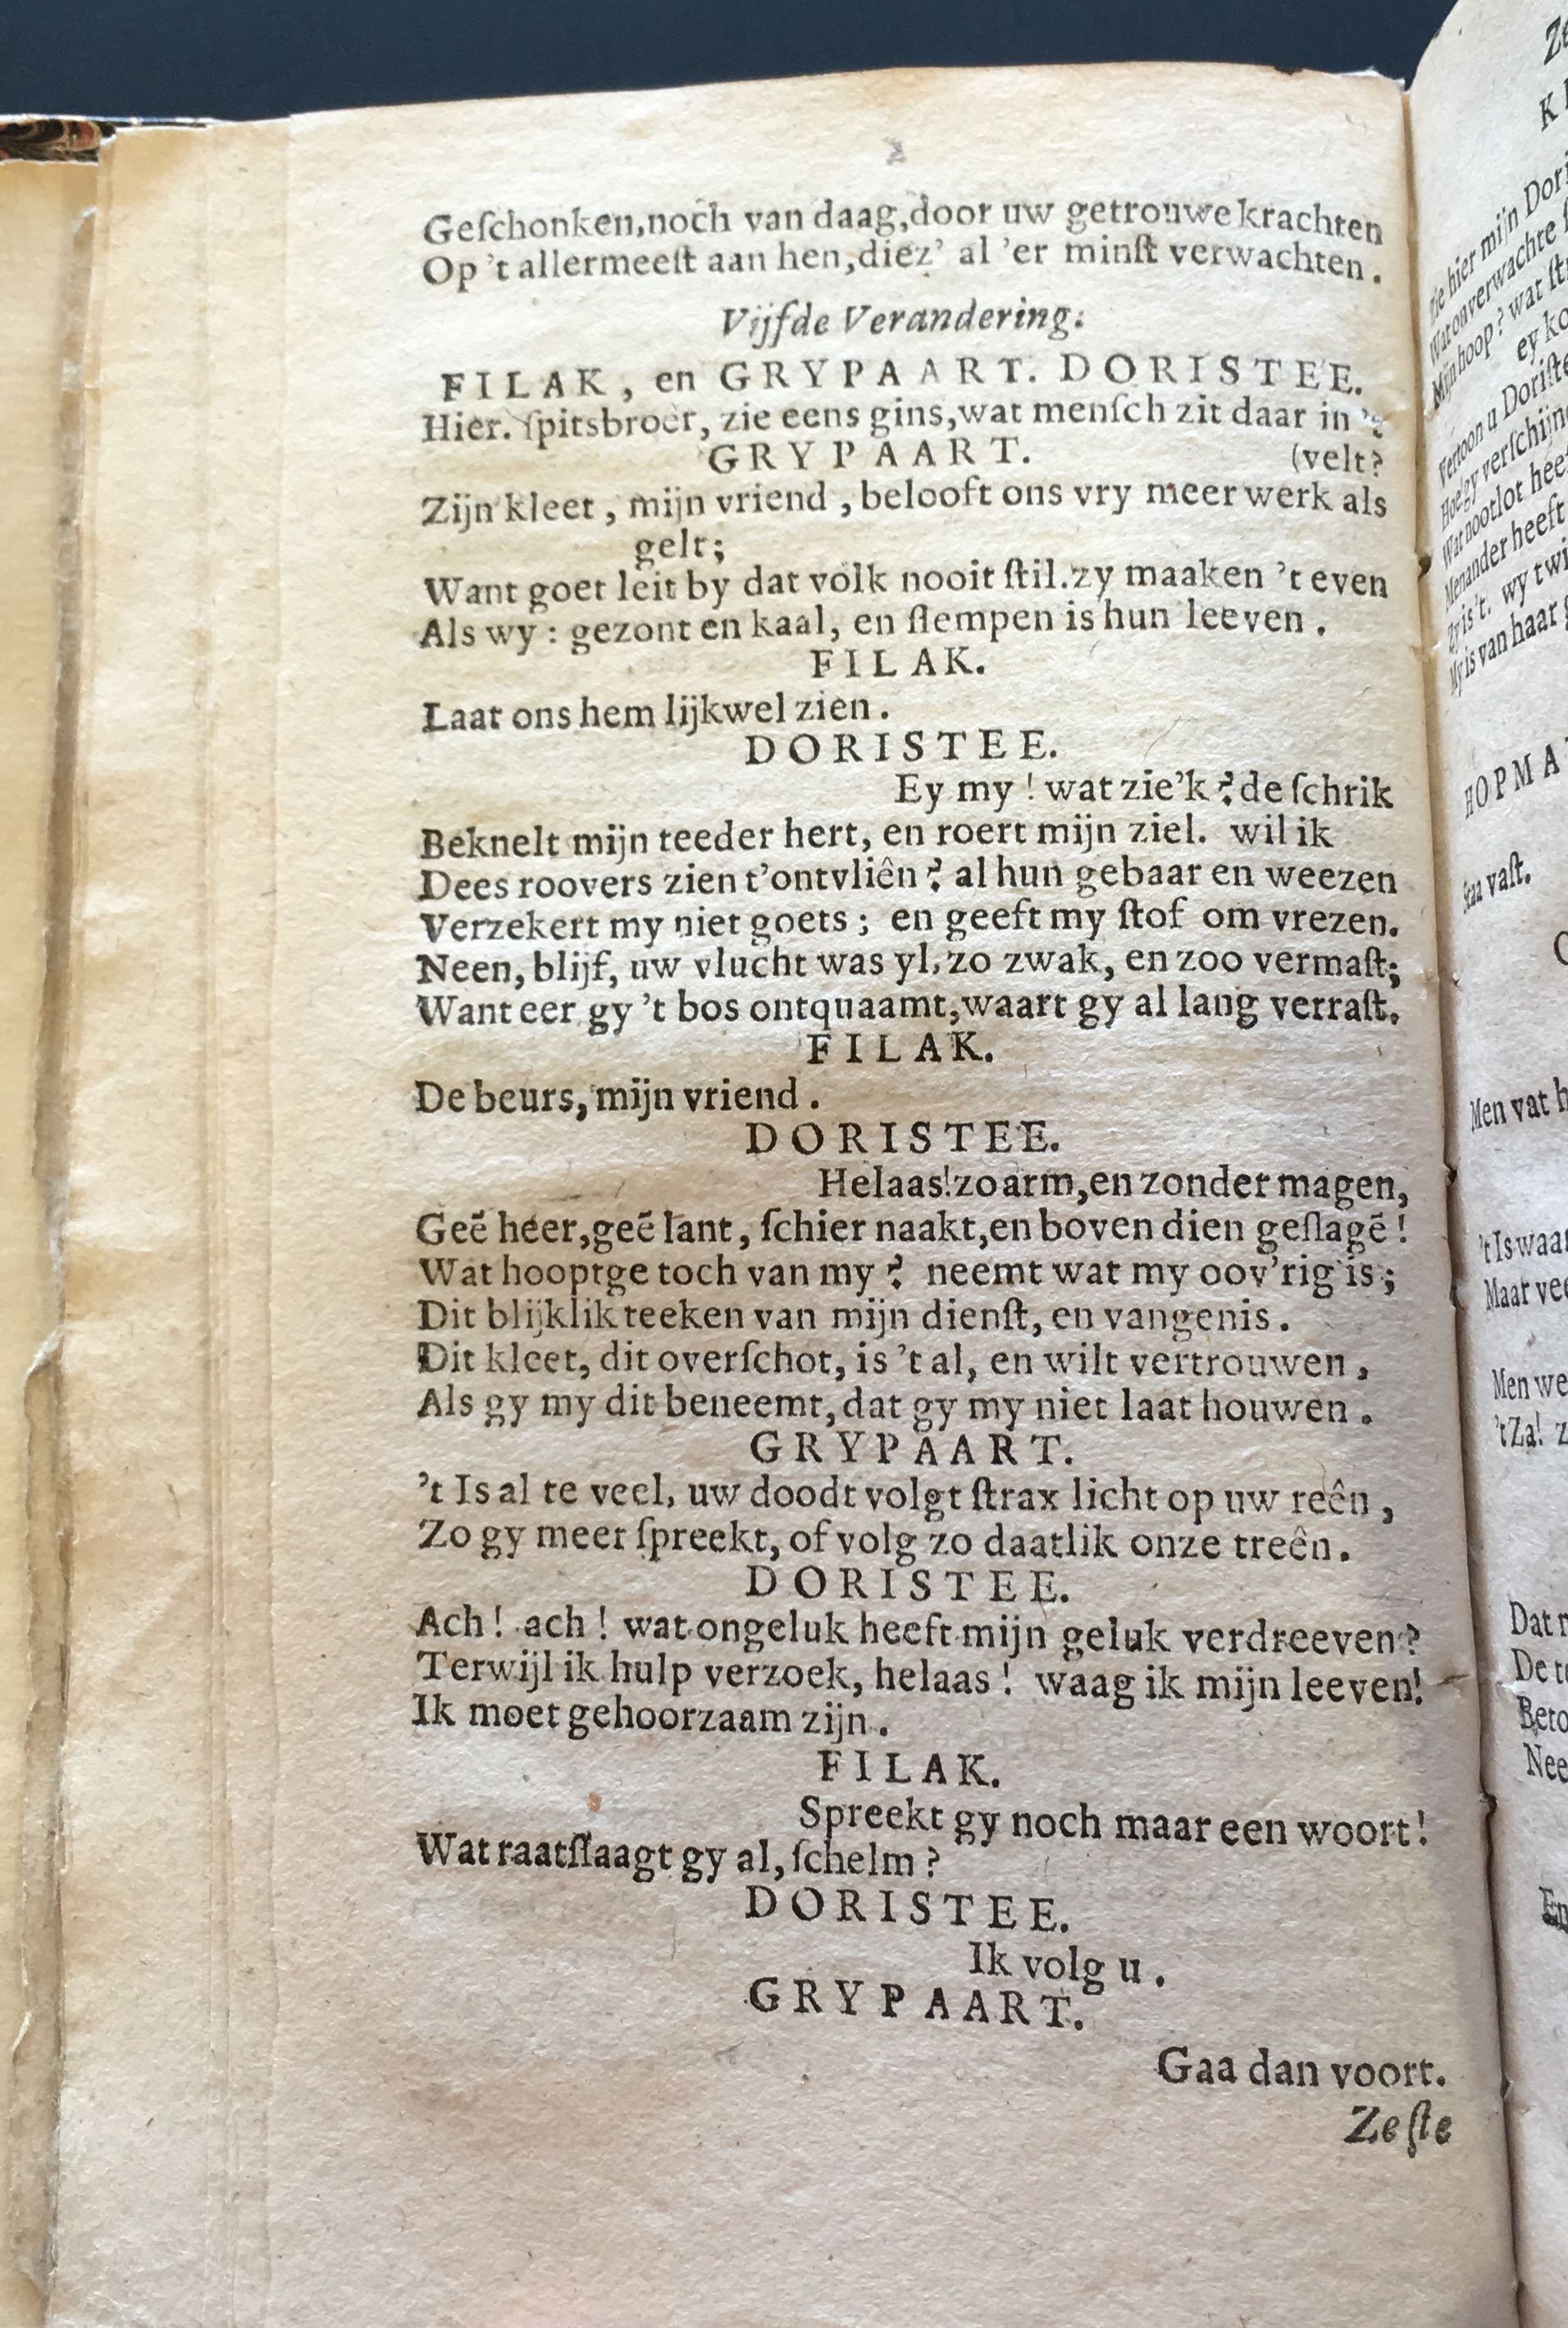 Geſchonken, noch van daag, door uw getrouwe krachten
Op 't allermeeſt aan hen, die z' al 'er minſt verwachten.
Vijfde Verandering.
FILAK, en GRYPAART. DORISTEE.
Hier. ſpitsbroer, zie eens gins, wat menſch zit daar in 't
GRYPAART. (velt?
Zijn kleet, mijn vriend, belooft ons vry meer werk als
gelt;
Want goet leit by dat volk nooit ſtil. zy maaken 't even
Als wy: gezont en kaal, en ſlempen is hun leeven.
FILAK.
Laat ons hem lijkwel zien.
DORISTEE.
Ey my! wat zie'k? de ſchrik
Beknelt mijn teeder hert, en roert mijn ziel. wil ik
Dees roovers zien t'ontvliên? al hun gebaar en weezen
Verzekert my niet goets; en geeft my ſtof om vrezen.
Neen, blijf, uw vlucht was yl, zo zwak, en zoo vermaſt;
Want eer gy 't bos ontquaamt, waart gy al lang verraſt.
FILAK.
De beurs, mijn vriend.
DORISTEE.
Helaas! zo arm, en zonder magen,
Geē heer, geē lant, ſchier naakt, en boven dien geſlagē!
Wat hooptge toch van my? neemt wat my oov'rig is;
Dit blijklik teeken van mijn dienſt, en vangenis.
Dit kleet, dit overſchot, is 't al, en wilt vertrouwen,
Als gy my dit beneemt, dat gy my niet laat houwen.
GRYPAART.
't Is al te veel, uw doodt volgt ſtrax licht op uw reên,
Zo gy meer ſpreekt, of volg zo daatlik onze treên.
DORISTEE.
Ach! ach! wat ongeluk heeft mijn geluk verdreeven?
Terwijl ik hulp verzoek, helaas! waag ik mijn leeven!
Ik moet gehoorzaam zijn.
FILAK.
Spreekt gy noch maar een woort!
Wat raatſlaagt gy al, ſchelm?
DORISTEE.
Ik volg u.
GRYPAART.
Gaa dan voort.
Zeſte